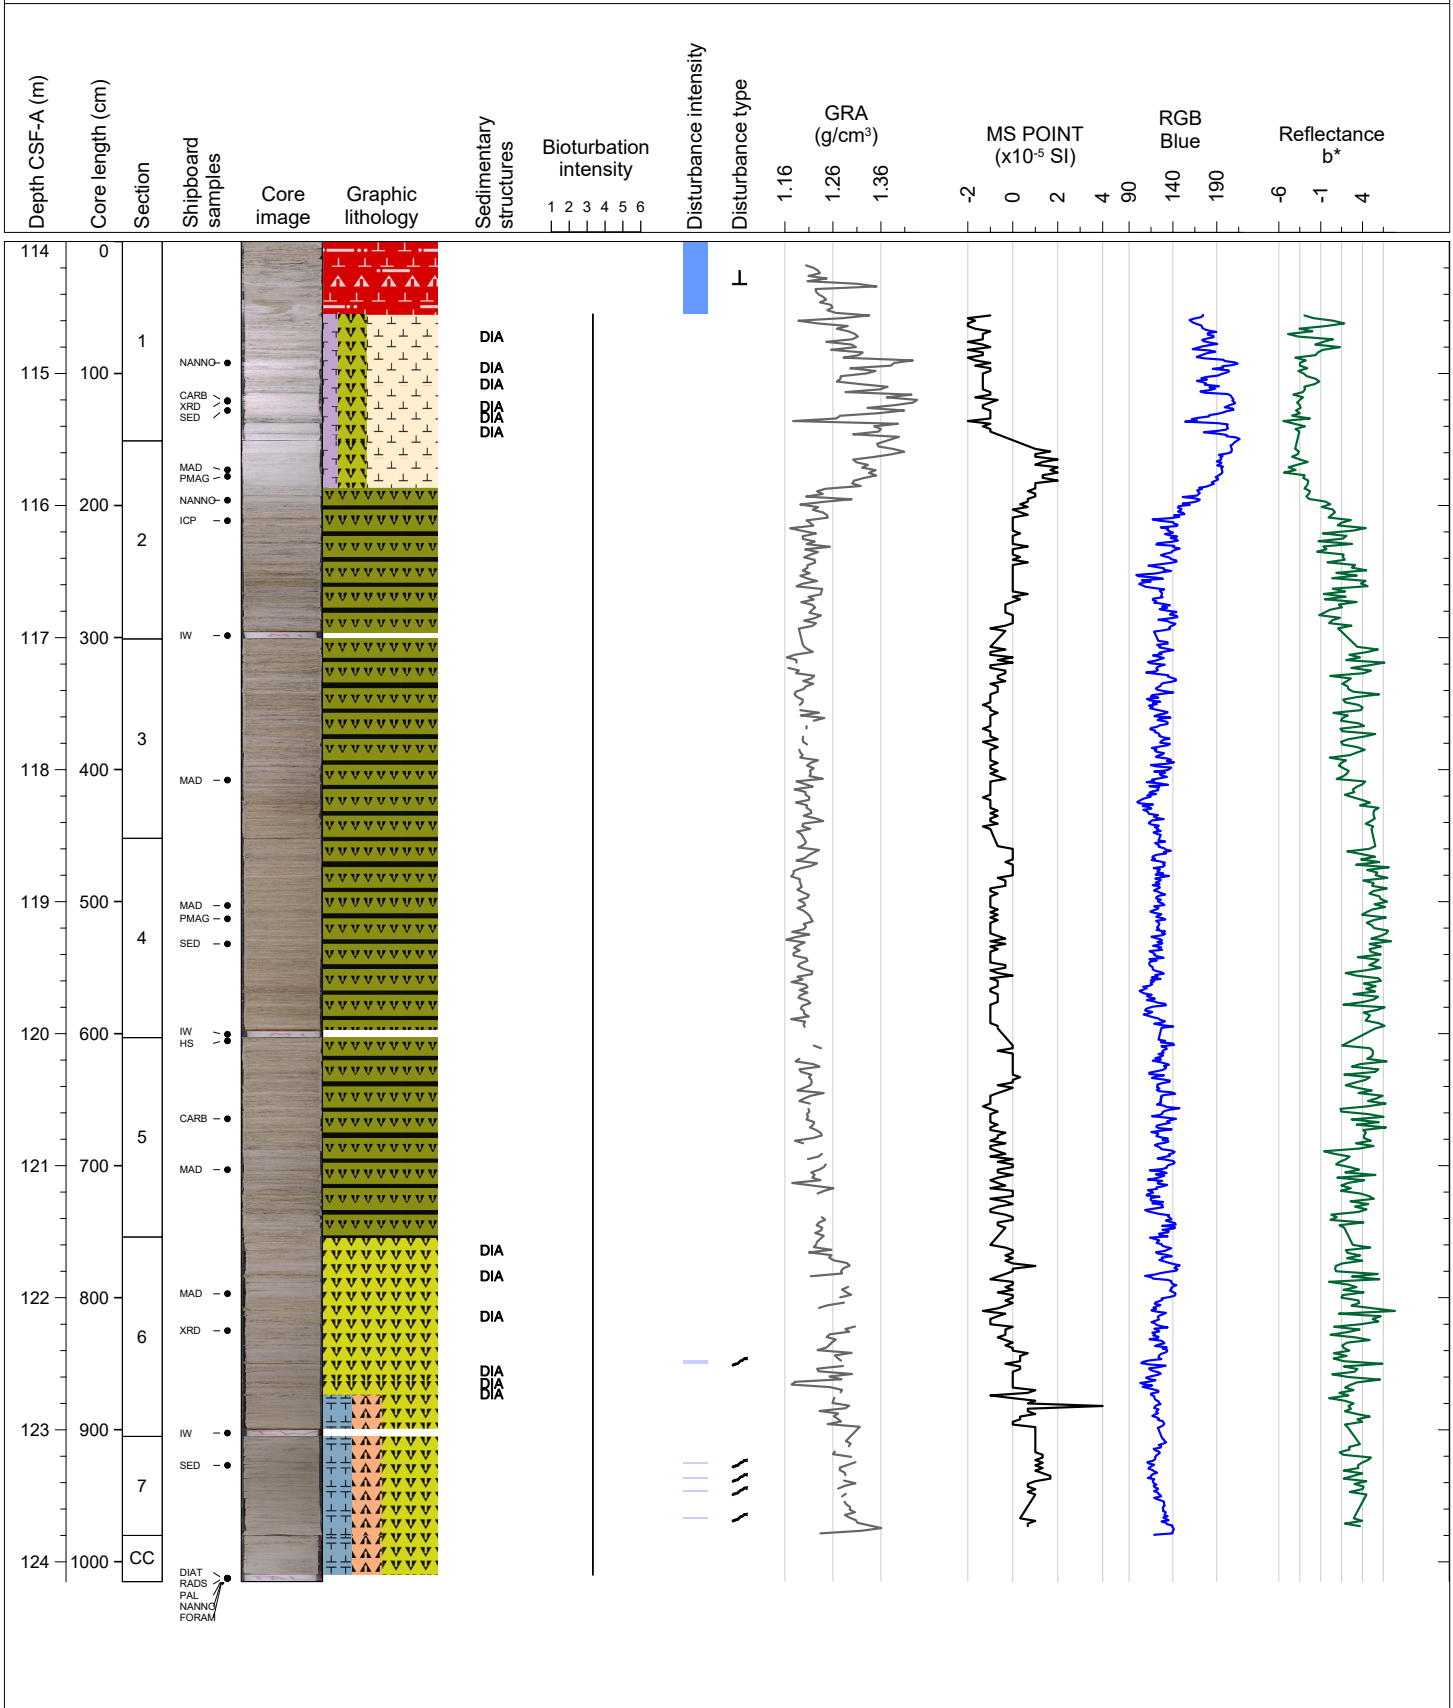 Depth CSF-A (m)
Core length (cm)
Section
Shipboard
samples
Core
image
Graphic
lithology
Sedimentary
structures
Bioturbation
intensity
1 2 3 4 5 6
Disturbance intensity
Disturbance type
GRA
(g/cm³)
1.16 1.26 1.36
MS POINT
(x10⁻⁵ SI)
-2 0 2 4
RGB
Blue
90 140 190
Reflectance
b*
-6 -1 4
114 0
1
DIA
NANNO
DIA
115 100
DIA
CARB
XRD
DIA
SED
DIA
DIA
MAD
PMAG
NANNO
116 200
ICP
2
IW
117 300
3
118 400
MAD
119 500
MAD
PMAG
4
SED
120 600
IW
HS
CARB
5
121 700
MAD
DIA
DIA
122 800
MAD
DIA
XRD
6
DIA
DIA
DIA
123 900
IW
SED
7
124 1000
CC
DIAT
RADS
PAL
NANNO
FORAM